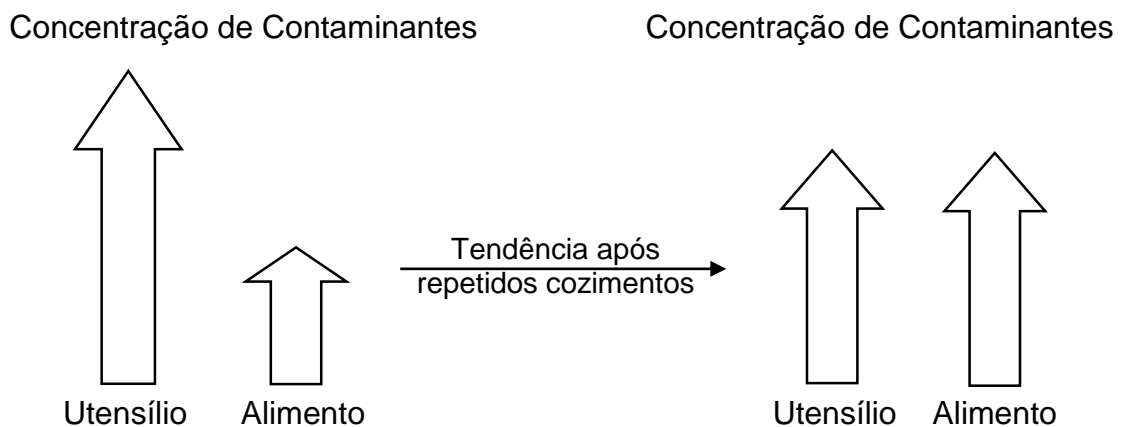 Concentração de Contaminantes
Concentração de Contaminantes
Tendência após
repetidos cozimentos
Utensílio
Alimento
Utensílio
Alimento